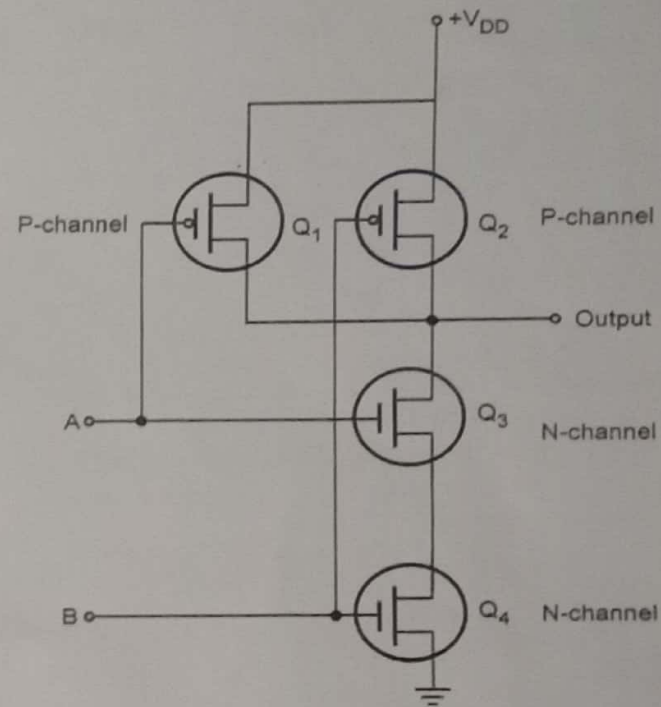 +VDD
P-channel
Q1
Q2
P-channel
Output
A
Q3
N-channel
B
Q4
N-channel